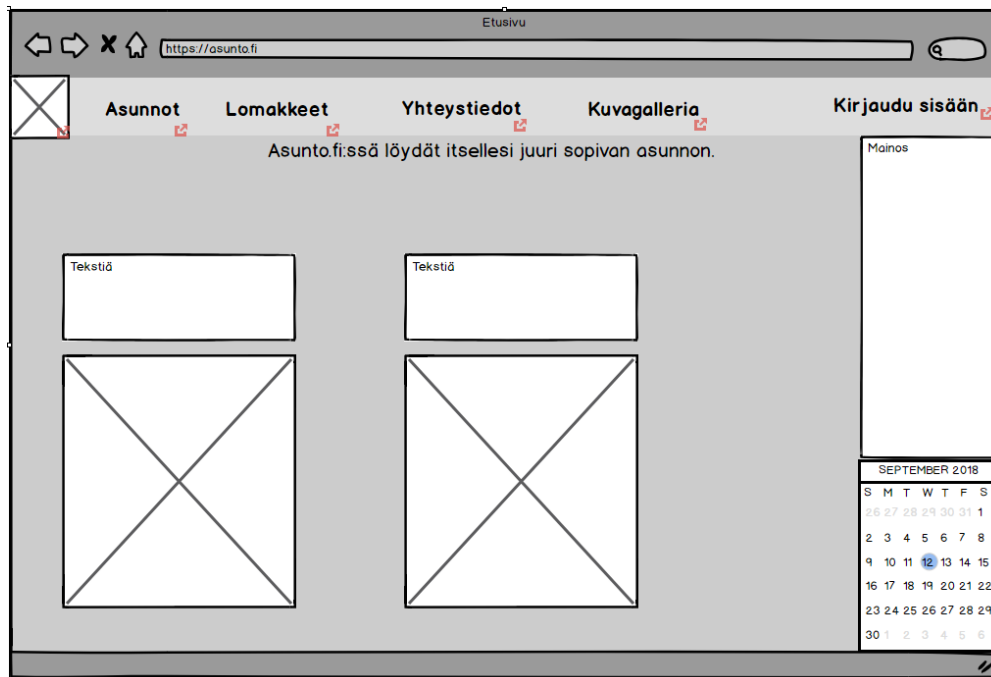 Etusivu
https://asunto.fi
Asunnot Lomakkeet Yhteystiedot Kuvagalleria Kirjaudu sisään
Asunto.fi:ssä löydät itsellesi juuri sopivan asunnon.
Mainos
Tekstiä
Tekstiä
SEPTEMBER 2018
S M T W T F S
26 27 28 29 30 31 1
2 3 4 5 6 7 8
9 10 11 12 13 14 15
16 17 18 19 20 21 22
23 24 25 26 27 28 29
30 1 2 3 4 5 6